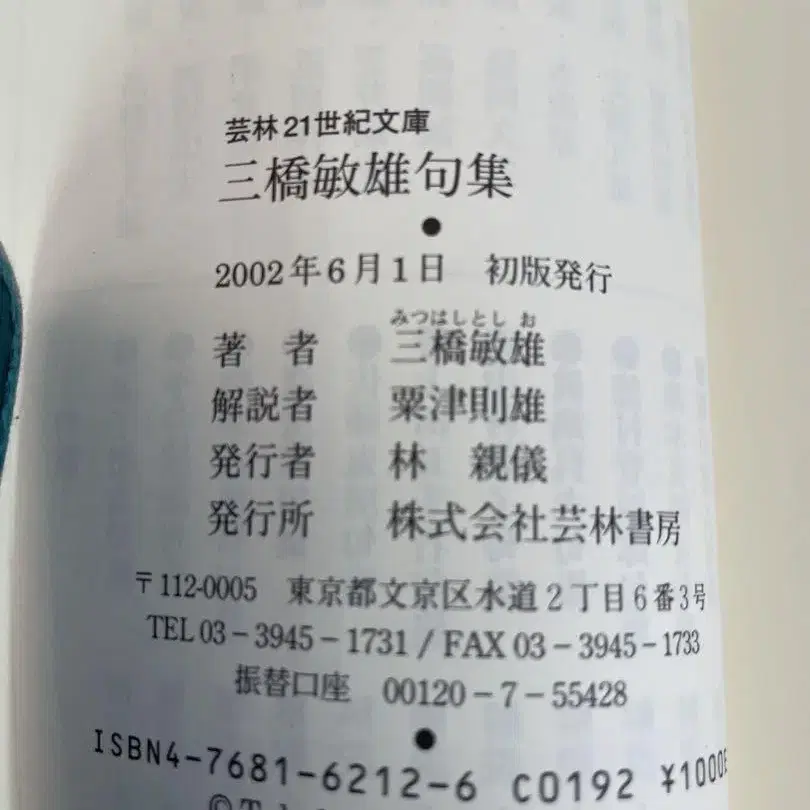 芸林21世紀文庫
三橋敏雄句集
●
2002年6月1日 初版発行
みつはしとしお
著者 三橋敏雄
解説者 粟津則雄
発行者 林 親儀
発行所 株式会社芸林書房
〒112-0005 東京都文京区水道2丁目6番3号
TEL 03-3945-1731 / FAX 03-3945-1733
振替口座 00120-7-55428
●
ISBN4-7681-6212-6 C0192 ¥1000E